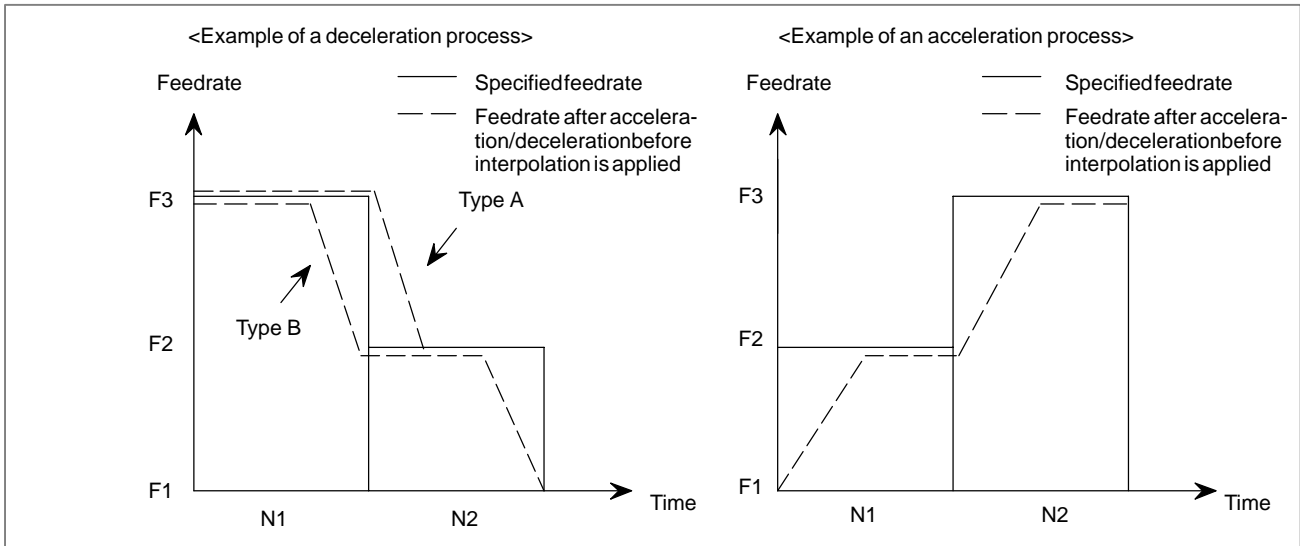 <Example of a deceleration process>
Feedrate
Specifiedfeedrate
Feedrate after accelera-
tion/decelerationbefore
interpolation is applied
F3
Type A
Type B
F2
F1
Time
N1
N2
<Example of an acceleration process>
Feedrate
Specifiedfeedrate
Feedrate after accelera-
tion/decelerationbefore
interpolation is applied
F3
F2
F1
Time
N1
N2